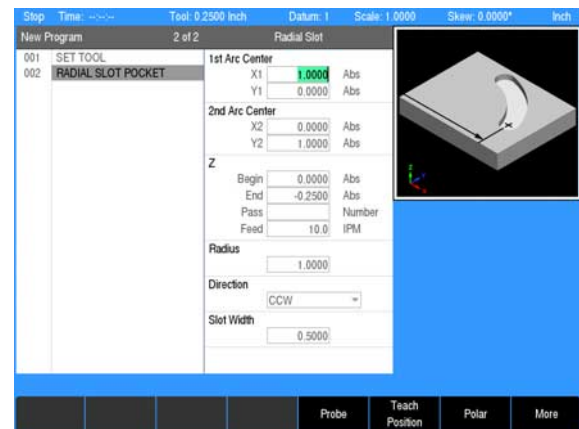 Stop Time: --:--:-- Tool: 0.2500 Inch Datum: 1 Scale: 1.0000 Skew: 0.0000* Inch
New Program 2 of 2 Radial Slot
001 SET TOOL
002 RADIAL SLOT POCKET
1st Arc Center
X1 1.0000 Abs
Y1 0.0000 Abs
2nd Arc Center
X2 0.0000 Abs
Y2 1.0000 Abs
Z
Begin 0.0000 Abs
End -0.2500 Abs
Pass Number
Feed 10.0 IPM
Radius
1.0000
Direction
CCW
Slot Width
0.5000
Probe Teach Position Polar More